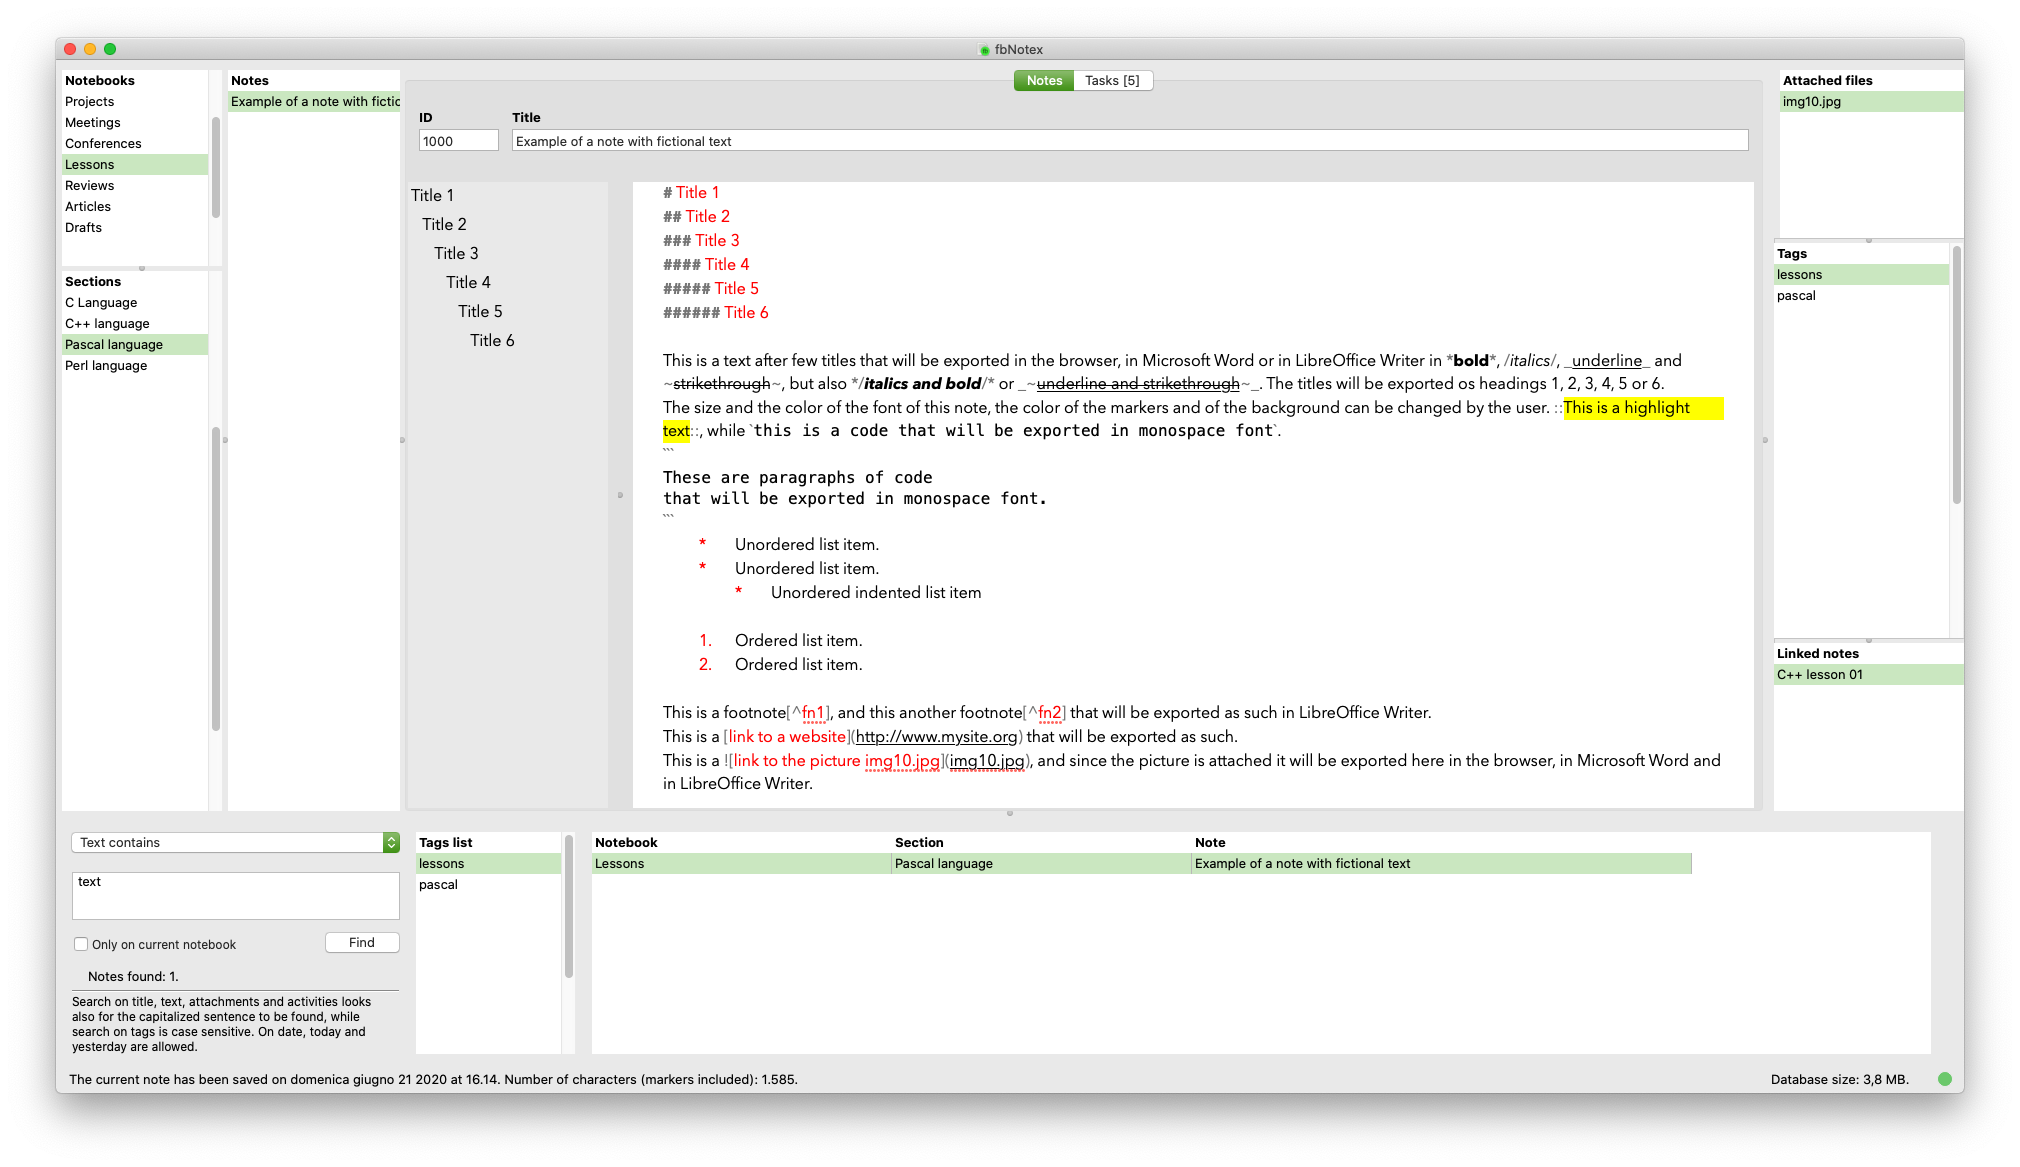 fbNotex
Notebooks
Projects
Meetings
Conferences
Lessons
Reviews
Articles
Drafts
Sections
C Language
C++ language
Pascal language
Perl language
Notes
Example of a note with fictio
Notes
Tasks [5]
ID
Title
1000
Example of a note with fictional text
Title 1
Title 2
Title 3
Title 4
Title 5
Title 6
# Title 1
## Title 2
### Title 3
#### Title 4
##### Title 5
###### Title 6
This is a text after few titles that will be exported in the browser, in Microsoft Word or in LibreOffice Writer in *bold*, /italics/, _underline_ and
~strikethrough~, but also */italics and bold/* or _~underline and strikethrough~_. The titles will be exported os headings 1, 2, 3, 4, 5 or 6.
The size and the color of the font of this note, the color of the markers and of the background can be changed by the user. ::This is a highlight
text::, while `this is a code that will be exported in monospace font`.
```
These are paragraphs of code
that will be exported in monospace font.
```
* Unordered list item.
* Unordered list item.
* Unordered indented list item
1. Ordered list item.
2. Ordered list item.
This is a footnote[^fn1], and this another footnote[^fn2] that will be exported as such in LibreOffice Writer.
This is a [link to a website](http://www.mysite.org) that will be exported as such.
This is a ![link to the picture img10.jpg](img10.jpg), and since the picture is attached it will be exported here in the browser, in Microsoft Word and
in LibreOffice Writer.
Attached files
img10.jpg
Tags
lessons
pascal
Linked notes
C++ lesson 01
Text contains
text
Only on current notebook
Find
Notes found: 1.
Search on title, text, attachments and activities looks
also for the capitalized sentence to be found, while
search on tags is case sensitive. On date, today and
yesterday are allowed.
Tags list
lessons
pascal
Notebook Section Note
Lessons Pascal language Example of a note with fictional text
The current note has been saved on domenica giugno 21 2020 at 16.14. Number of characters (markers included): 1.585.
Database size: 3,8 MB.